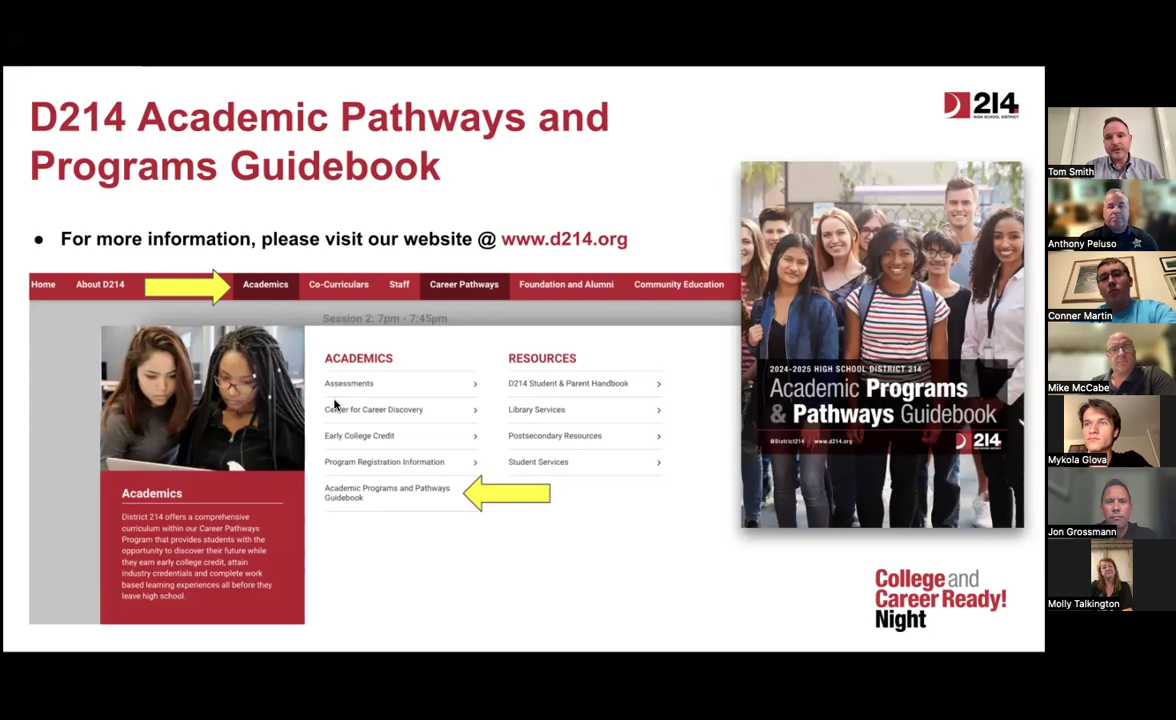 D214 Academic Pathways and
Programs Guidebook
214
HIGH SCHOOL DISTRICT
● For more information, please visit our website @ www.d214.org
Home About D214 Academics Co-Curriculars Staff Career Pathways Foundation and Alumni Community Education
Session 2: 7pm - 7:45pm
ACADEMICS
Assessments
Center for Career Discovery
Early College Credit
Program Registration Information
Academic Programs and Pathways
Guidebook
RESOURCES
D214 Student & Parent Handbook
Library Services
Postsecondary Resources
Student Services
Academics
District 214 offers a comprehensive
curriculum within our Career Pathways
Program that provides students with the
opportunity to discover their future while
they earn early college credit, attain
industry credentials and complete work
based learning experiences all before they
leave high school.
2024-2025 HIGH SCHOOL DISTRICT 214
Academic Programs
& Pathways Guidebook
@District214 | www.d214.org
214
College and
Career Ready!
Night
Tom Smith
Anthony Peluso
Conner Martin
Mike McCabe
Mykola Glova
Jon Grossmann
Molly Talkington